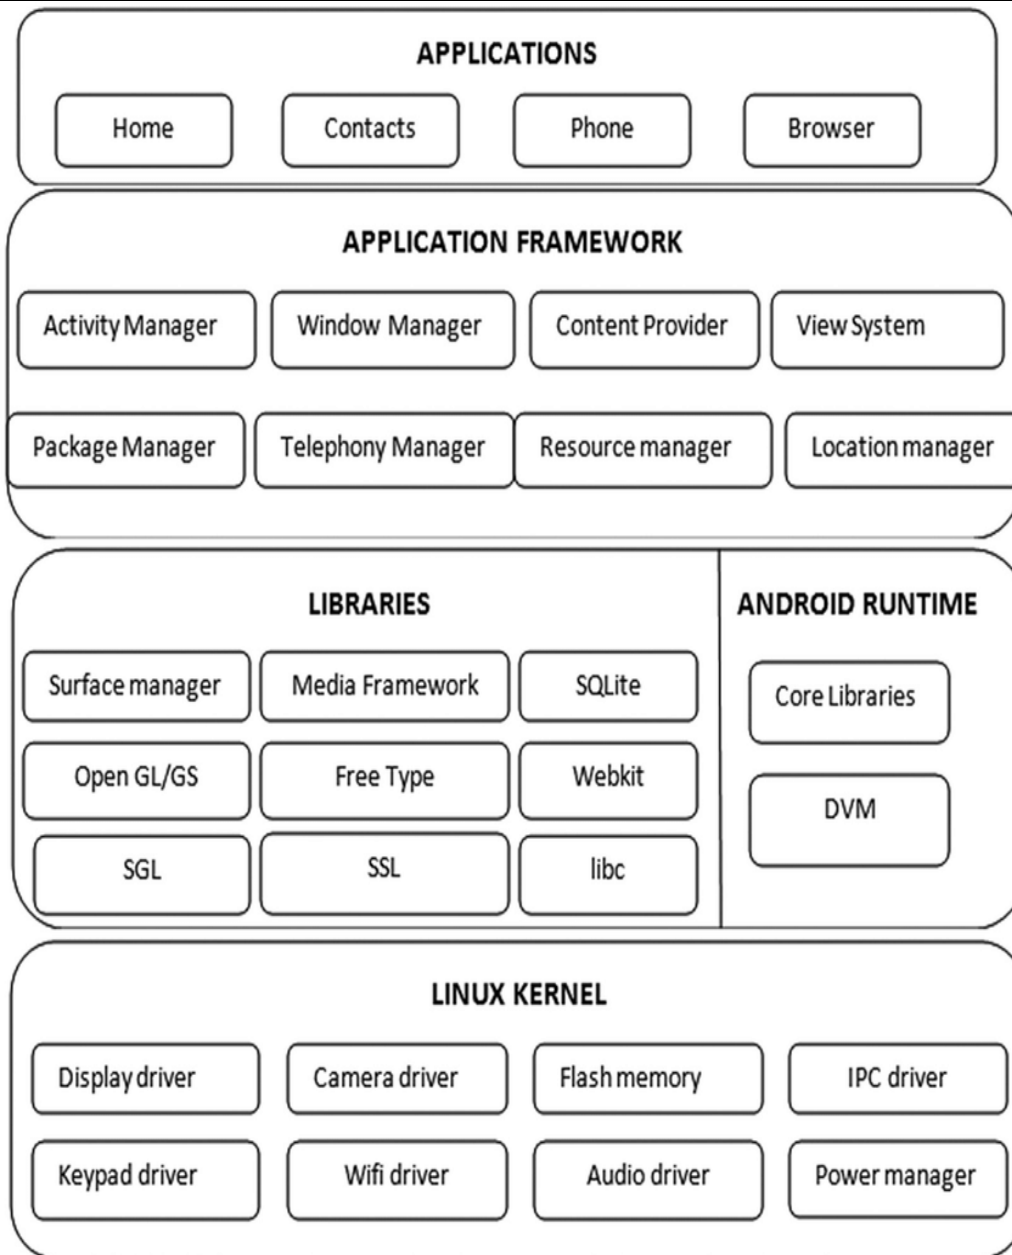 APPLICATIONS
Home
Contacts
Phone
Browser
APPLICATION FRAMEWORK
Activity Manager
Window Manager
Content Provider
View System
Package Manager
Telephony Manager
Resource manager
Location manager
LIBRARIES
Surface manager
Media Framework
SQLite
Open GL/GS
Free Type
Webkit
SGL
SSL
libc
ANDROID RUNTIME
Core Libraries
DVM
LINUX KERNEL
Display driver
Camera driver
Flash memory
IPC driver
Keypad driver
Wifi driver
Audio driver
Power manager